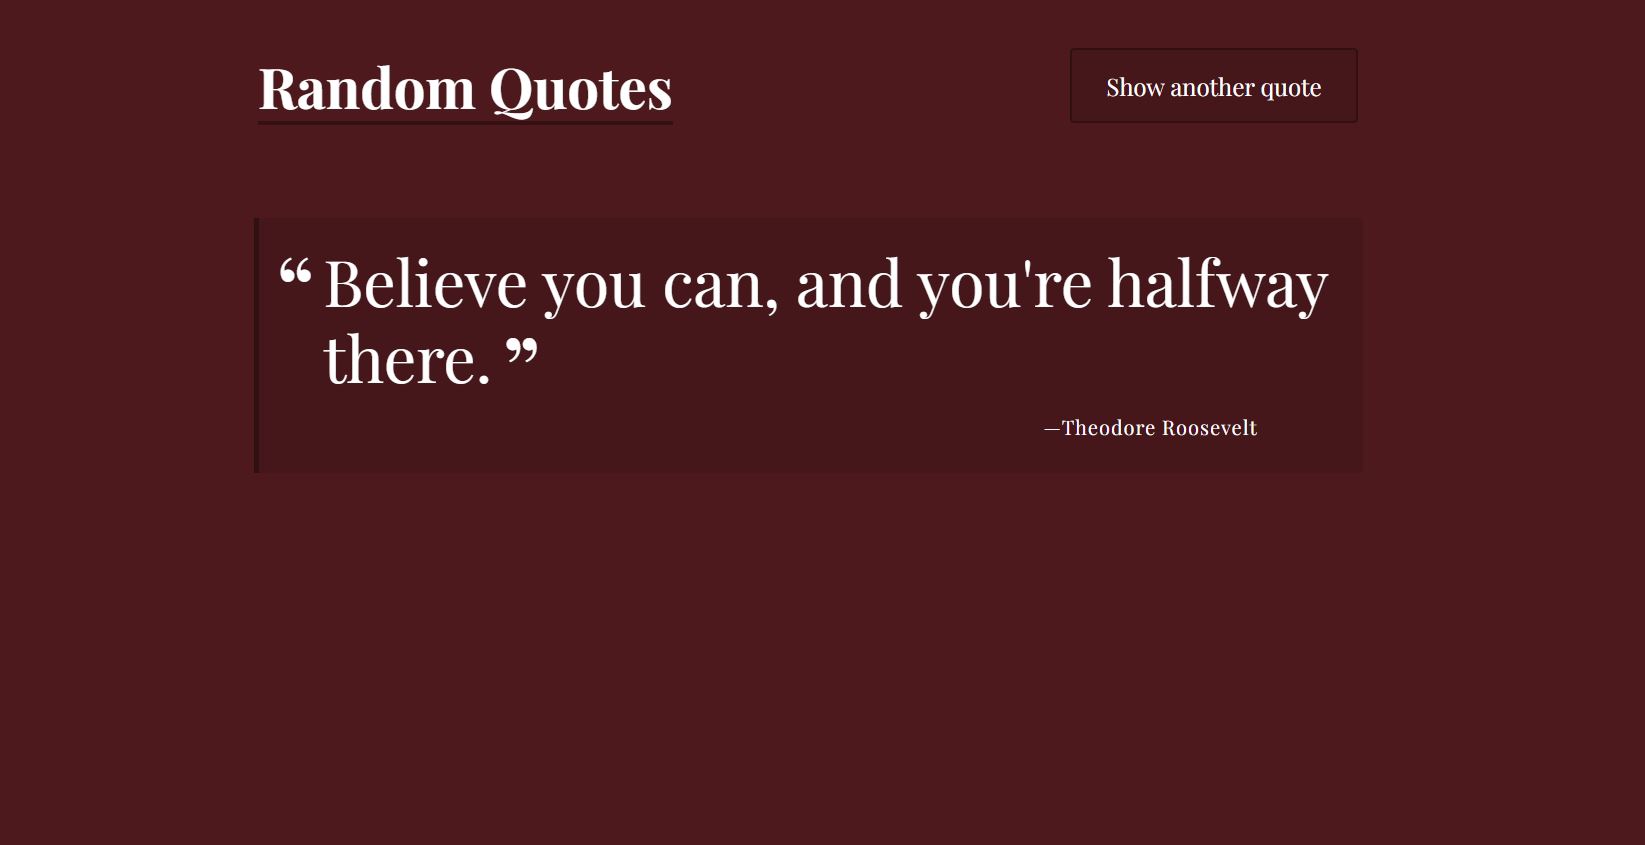 Random Quotes
Show another quote
“ Believe you can, and you're halfway
there. ”
—Theodore Roosevelt